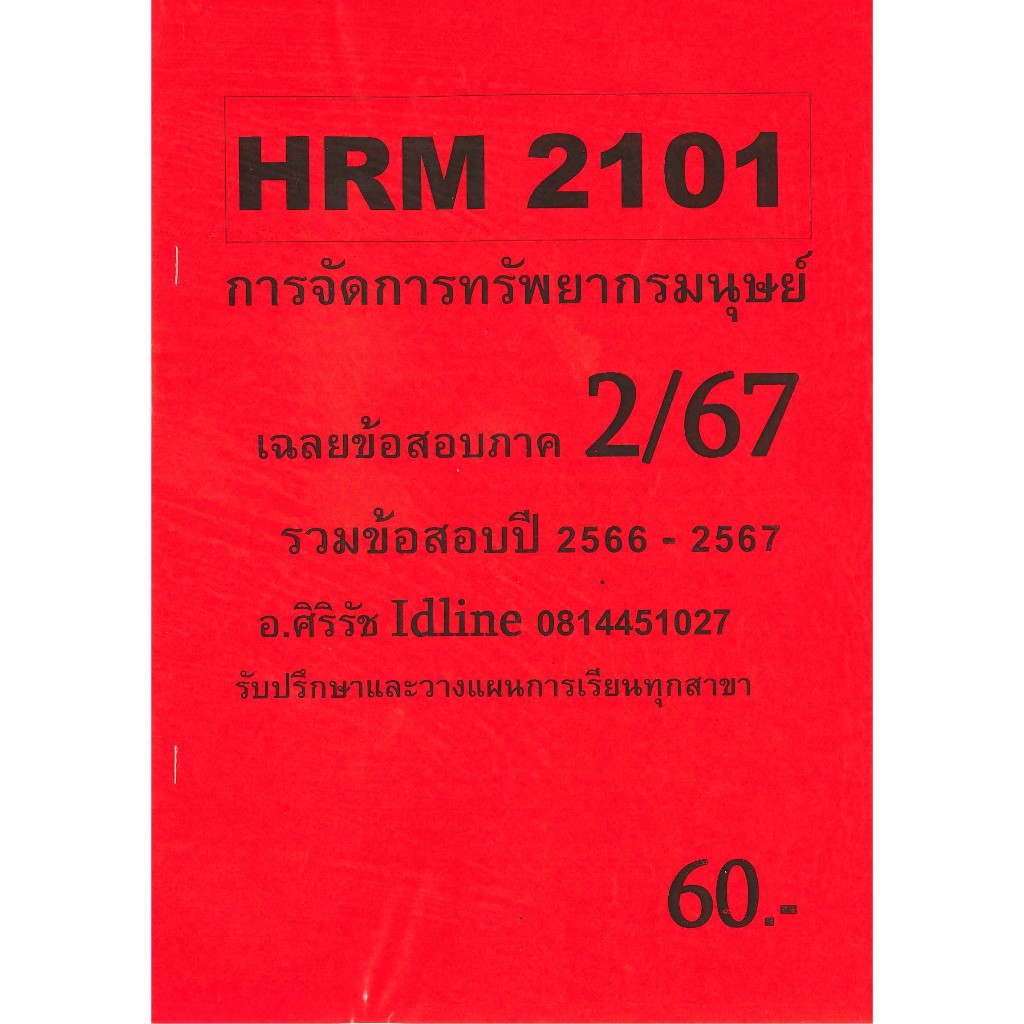 HRM 2101
การจัดการทรัพยากรมนุษย์
เฉลยข้อสอบภาค 2/67
รวมข้อสอบปี 2566 - 2567
อ.ศิริรัช Idline 0814451027
รับปรึกษาและวางแผนการเรียนทุกสาขา
60.-